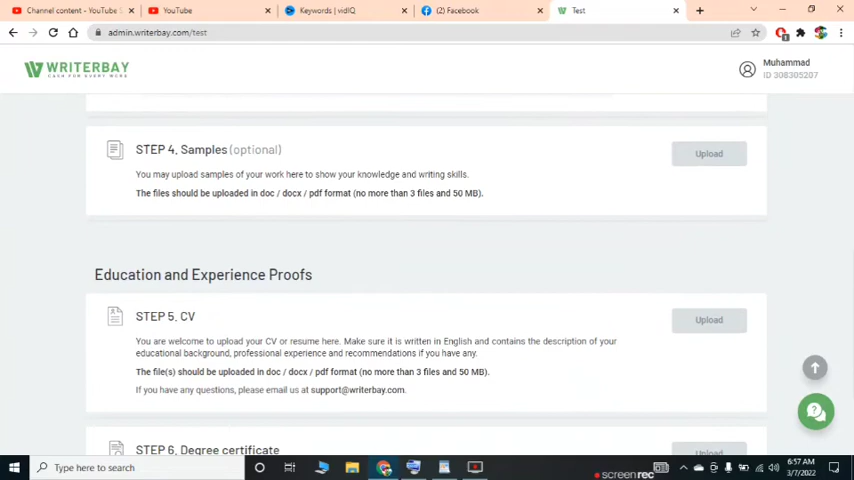 Channel content - YouTube S
YouTube
Keywords | vidIQ
(2) Facebook
Test
admin.writerbay.com/test
WRITERBAY
CASH FOR EVERY WORK
Muhammad
ID 308305207
STEP 4. Samples (optional)
Upload
You may upload samples of your work here to show your knowledge and writing skills.
The files should be uploaded in doc / docx / pdf format (no more than 3 files and 50 MB).
Education and Experience Proofs
STEP 5. CV
Upload
You are welcome to upload your CV or resume here. Make sure it is written in English and contains the description of your
educational background, professional experience and recommendations if you have any.
The file(s) should be uploaded in doc / docx / pdf format (no more than 3 files and 50 MB).
If you have any questions, please email us at support@writerbay.com.
STEP 6. Degree certificate
Upload
Type here to search
screenrec
6:57 AM
3/7/2022